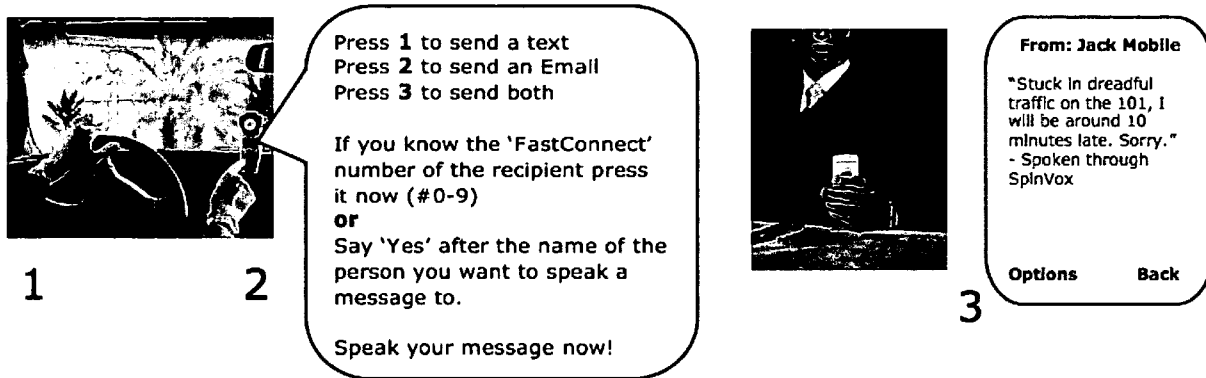 Press 1 to send a text
Press 2 to send an Email
Press 3 to send both
If you know the 'FastConnect'
number of the recipient press
it now (#0-9)
or
Say 'Yes' after the name of the
person you want to speak a
message to.
Speak your message now!
1
2
From: Jack Mobile
"Stuck in dreadful
traffic on the 101, I
will be around 10
minutes late. Sorry."
- Spoken through
SpinVox
Options Back
3